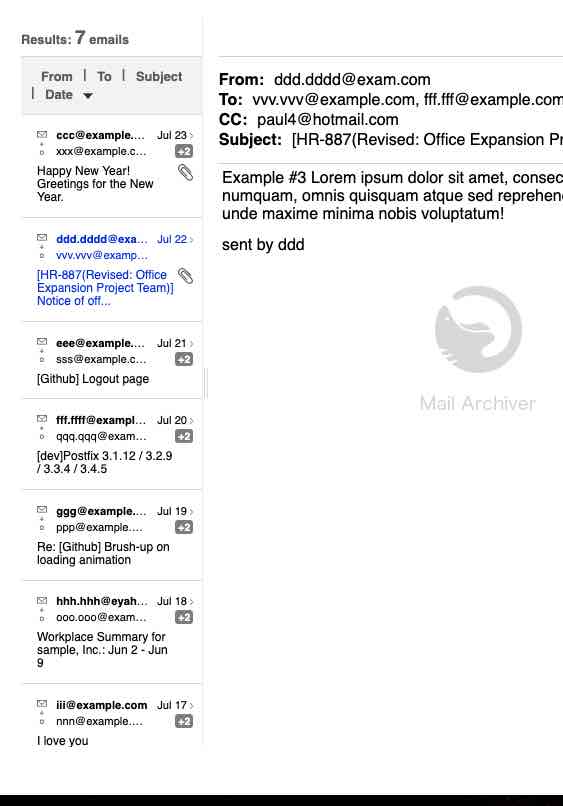 Results: 7 emails
From | To | Subject
| Date
ccc@example.... Jul 23
xxx@example.c... +2
Happy New Year!
Greetings for the New
Year.
ddd.dddd@exa... Jul 22
vvv.vvv@examp...
[HR-887(Revised: Office
Expansion Project Team)]
Notice of off...
eee@example.... Jul 21
sss@example.c... +2
[Github] Logout page
fff.ffff@exampl... Jul 20
qqq.qqq@exam... +2
[dev]Postfix 3.1.12 / 3.2.9
/ 3.3.4 / 3.4.5
ggg@example.... Jul 19
ppp@example.... +2
Re: [Github] Brush-up on
loading animation
hhh.hhh@eyah... Jul 18
ooo.ooo@exam... +2
Workplace Summary for
sample, Inc.: Jun 2 - Jun
9
iii@example.com Jul 17
nnn@example.... +2
I love you
From: ddd.dddd@exam.com
To: vvv.vvv@example.com, fff.fff@example.com
CC: paul4@hotmail.com
Subject: [HR-887(Revised: Office Expansion Pr
Example #3 Lorem ipsum dolor sit amet, consec
numquam, omnis quisquam atque sed reprehen
unde maxime minima nobis voluptatum!
sent by ddd
Mail Archiver